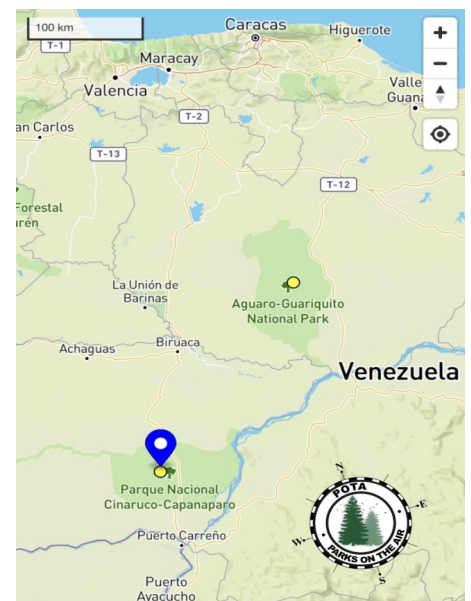 100 km
Caracas
Higuerote
T-1
Maracay
Valencia
Valle
Guana
T-2
an Carlos
T-13
T-12
Forestal
urén
La Unión de
Barinas
Aguaro-Guariquito
National Park
Biruaca
Achaguas
Venezuela
Parque Nacional
Cinaruco-Capanaparo
Puerto Carreño
Puerto
Ayacucho
N
POTA
E
W
PARKS ON THE AIR
S